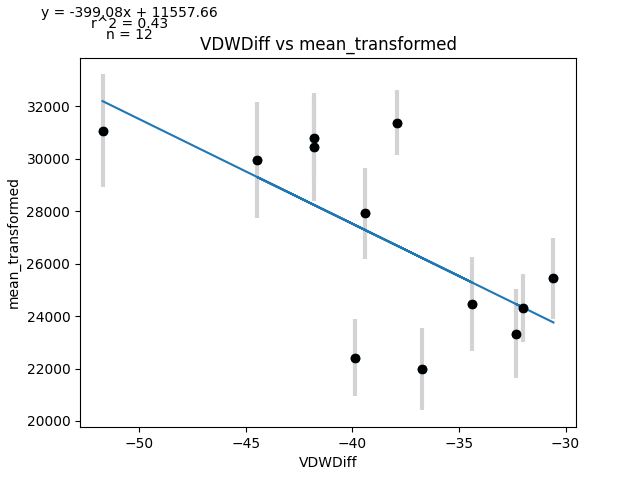 y = -399.08x + 11557.66
r^2 = 0.43
n = 12
VDWDiff vs mean_transformed
32000
30000
28000
26000
24000
22000
20000
mean_transformed
−50
−45
−40
−35
−30
VDWDiff